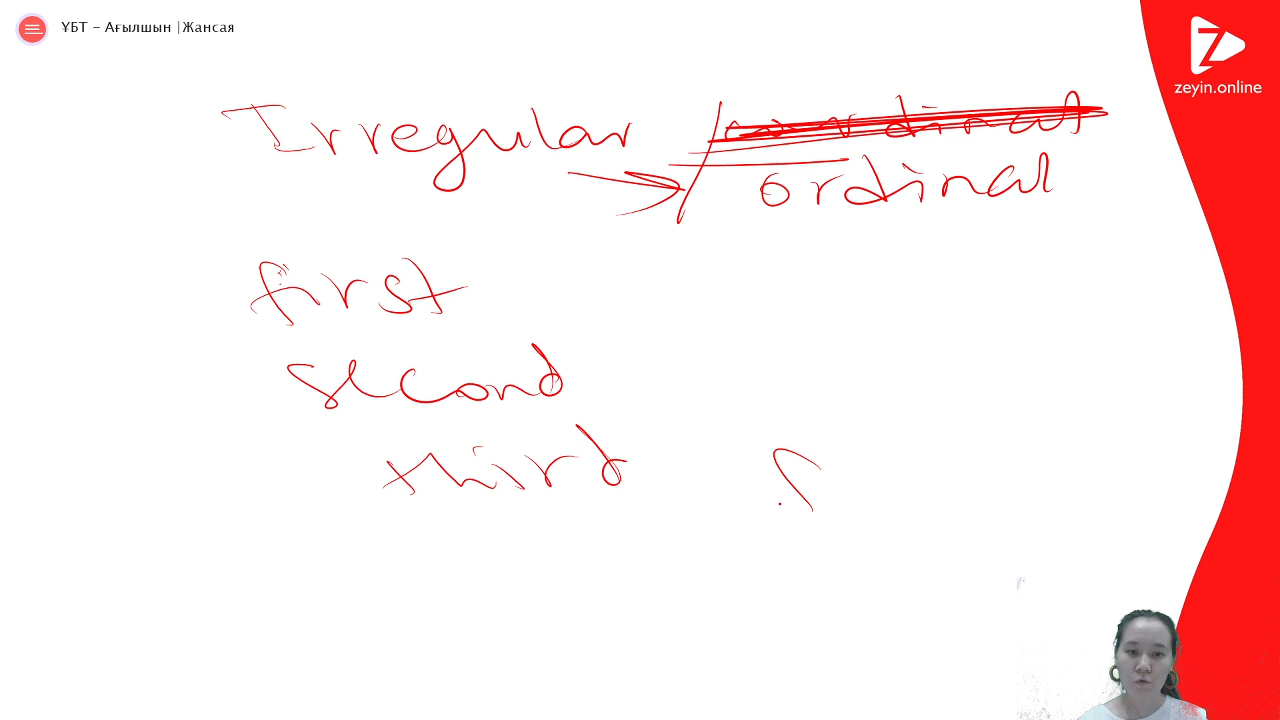 ҰБТ – Ағылшын |Жансая
zeyin.online
Irregular / cardinal
ordinal
first
second
third